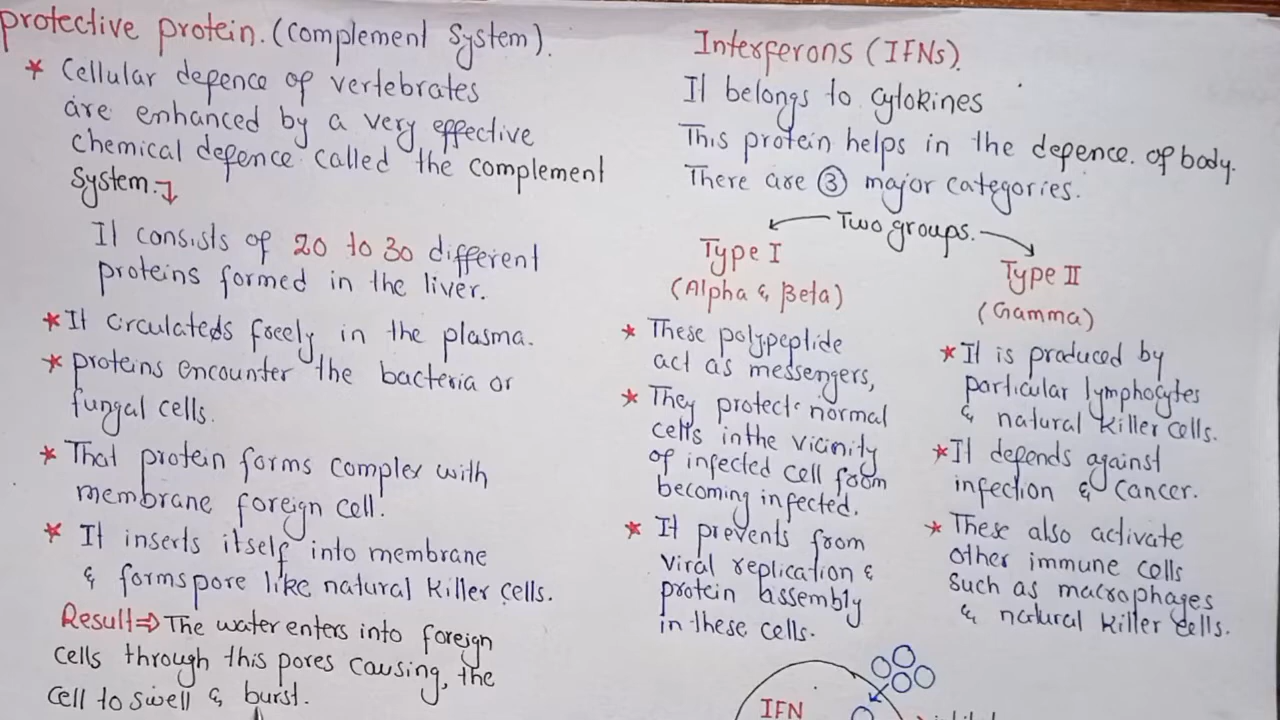 protective protein. (complement System).
* Cellular depence of vertebrates
are enhanced by a very effective
chemical depence called the complement
System.
It consists of 20 to 30 different
proteins formed in the liver.
* It circulateds freely in the plasma.
* proteins encounter the bacteria or
fungal cells.
* That protein forms complex with
membrane foreign cell.
* It inserts itself into membrane
& forms pore like natural killer cells.
Result ⇒ The water enters into foreign
cells through this pores causing, the
cell to swell & burst.
Interferons (IFNs).
It belongs to cytokines
This protein helps in the depence. of body.
There are 3 major categories.
Two groups.
Type I
(Alpha & Beta)
* These polypeptide
act as messengers,
* They protect normal
cells in the vicinity
of infected cell from
becoming infected.
* It prevents from
viral replication &
protein assembly
in these cells.
Type II
(Gamma)
* It is produced by
particular lymphocytes
& natural killer cells.
* It depends against
infection & cancer.
* These also activate
other immune cells
such as macrophages
& natural killer cells.
IFN